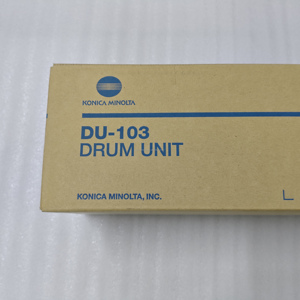 KONICA MINOLTA
DU-103
DRUM UNIT
KONICA MINOLTA, INC.